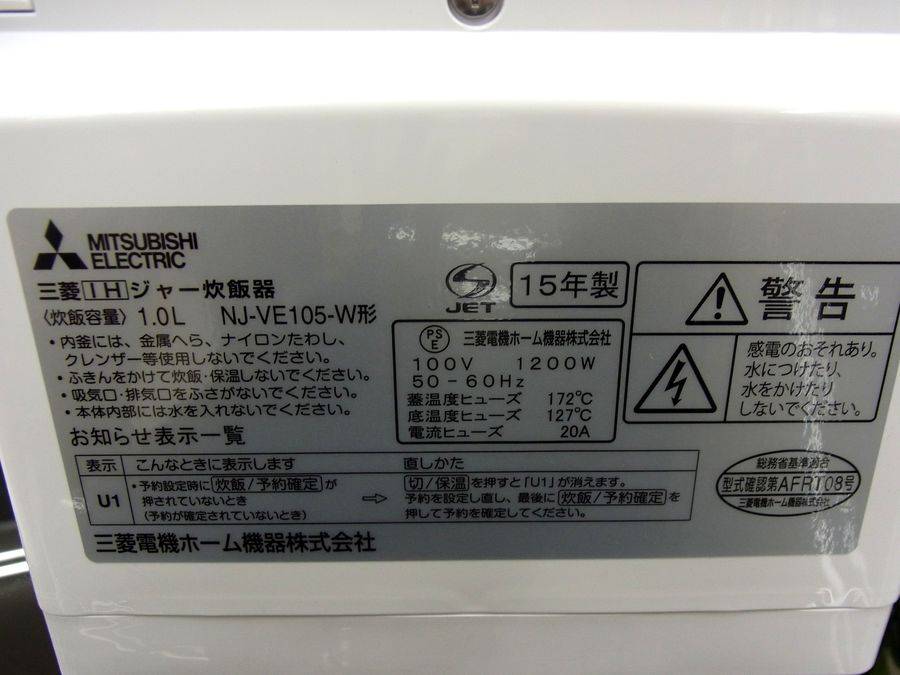 MITSUBISHI
ELECTRIC
三菱IHジャー炊飯器
〈炊飯容量〉 1.0L NJ-VE105-W形
・内釜には、金属へら、ナイロンたわし、
クレンザー等使用しないでください。
・ふきんをかけて炊飯・保温しないでください。
・吸気口・排気口をふさがないでください。
・本体内部には水を入れないでください。
お知らせ表示一覧
JET
15年製
PS
E
三菱電機ホーム機器株式会社
100V 1200W
50-60Hz
蓋温度ヒューズ 172℃
底温度ヒューズ 127℃
電流ヒューズ 20A
警告
感電のおそれあり。
水につけたり、
水をかけたり
しないでください。
表示 こんなときに表示します 直しかた
U1
・予約設定時に 炊飯/予約確定 が
押されていないとき
(予約が確定されていないとき)
⇨
切/保温 を押すと「U1」が消えます。
予約を設定し直し、最後に 炊飯/予約確定 を
押して予約を確定してください。
総務省基準適合
型式確認第AFRT08号
三菱電機ホーム機器株式会社
三菱電機ホーム機器株式会社